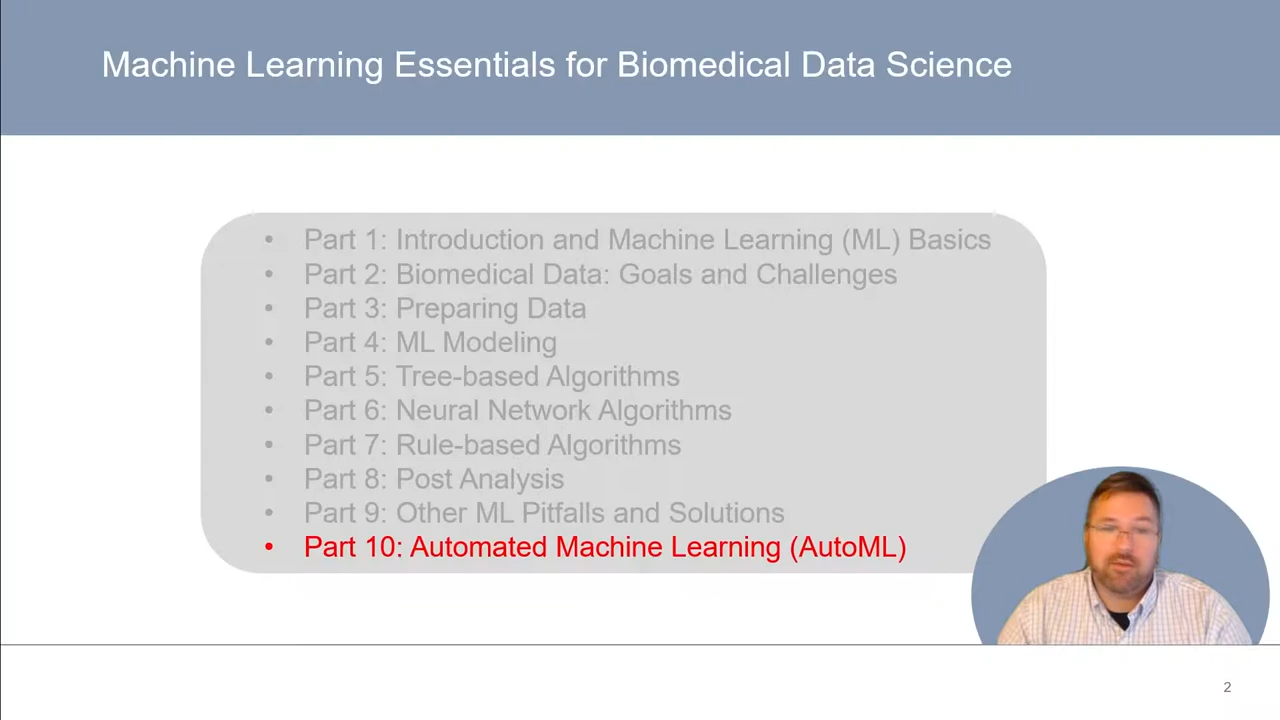 Machine Learning Essentials for Biomedical Data Science
• Part 1: Introduction and Machine Learning (ML) Basics
• Part 2: Biomedical Data: Goals and Challenges
• Part 3: Preparing Data
• Part 4: ML Modeling
• Part 5: Tree-based Algorithms
• Part 6: Neural Network Algorithms
• Part 7: Rule-based Algorithms
• Part 8: Post Analysis
• Part 9: Other ML Pitfalls and Solutions
• Part 10: Automated Machine Learning (AutoML)
2